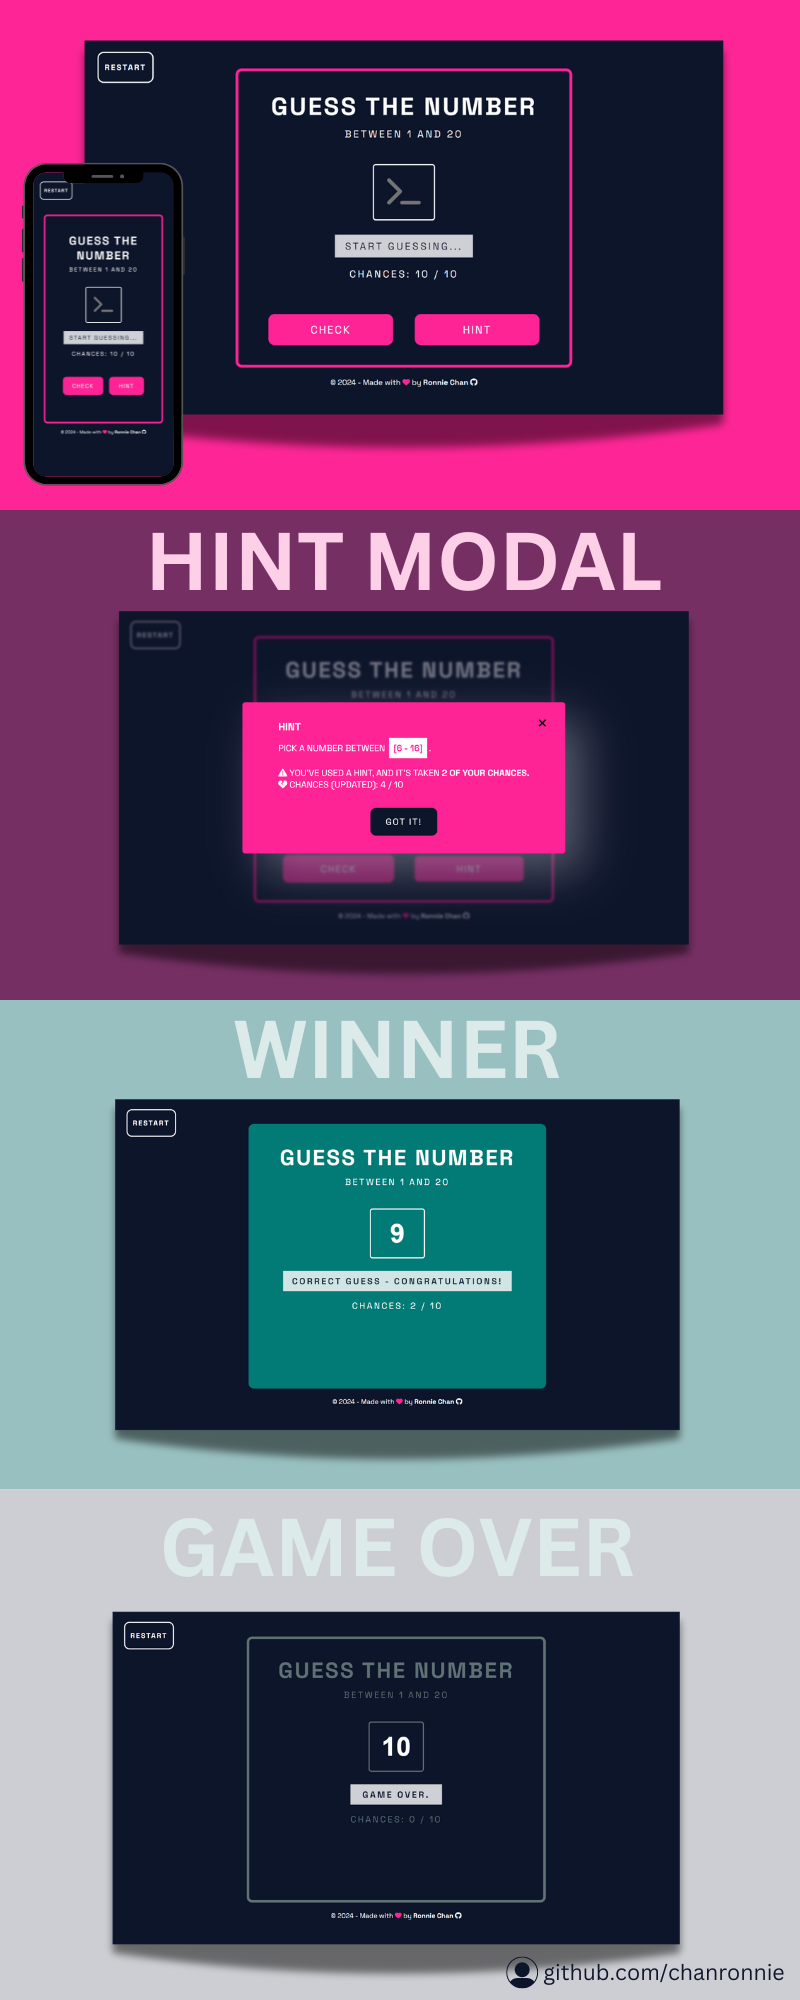 RESTART
GUESS THE NUMBER
BETWEEN 1 AND 20
>_
START GUESSING...
CHANCES: 10 / 10
CHECK
HINT
© 2024 - Made with ❤ by Ronnie Chan
RESTART
GUESS THE
NUMBER
BETWEEN 1 AND 20
>_
START GUESSING...
CHANCES: 10 / 10
CHECK
HINT
© 2024 - Made with ❤ by Ronnie Chan
HINT MODAL
RESTART
GUESS THE NUMBER
BETWEEN 1 AND 20
HINT
×
PICK A NUMBER BETWEEN [6 - 16] .
YOU'VE USED A HINT, AND IT'S TAKEN 2 OF YOUR CHANCES.
CHANCES (UPDATED): 4 / 10
GOT IT!
CHECK
HINT
© 2024 - Made with ❤ by Ronnie Chan
WINNER
RESTART
GUESS THE NUMBER
BETWEEN 1 AND 20
9
CORRECT GUESS - CONGRATULATIONS!
CHANCES: 2 / 10
© 2024 - Made with ❤ by Ronnie Chan
GAME OVER
RESTART
GUESS THE NUMBER
BETWEEN 1 AND 20
10
GAME OVER.
CHANCES: 0 / 10
© 2024 - Made with ❤ by Ronnie Chan
github.com/chanronnie